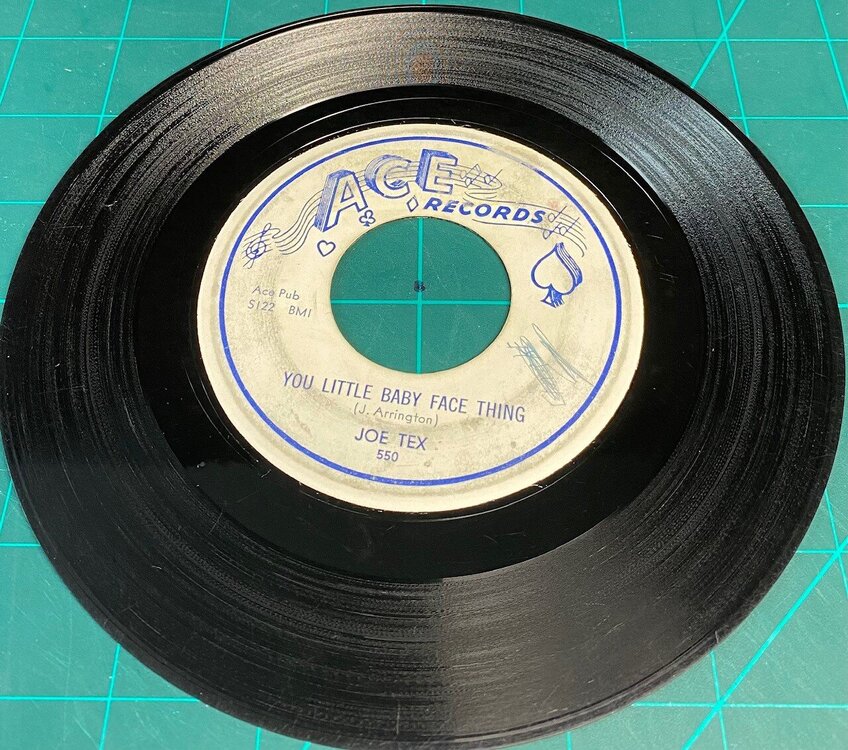 ACE
RECORDS
Ace Pub
5122 BMI
YOU LITTLE BABY FACE THING
(J. Arrington)
JOE TEX
550